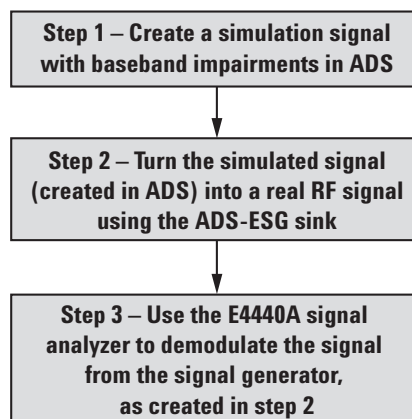 Step 1 – Create a simulation signal
with baseband impairments in ADS
Step 2 – Turn the simulated signal
(created in ADS) into a real RF signal
using the ADS-ESG sink
Step 3 – Use the E4440A signal
analyzer to demodulate the signal
from the signal generator,
as created in step 2